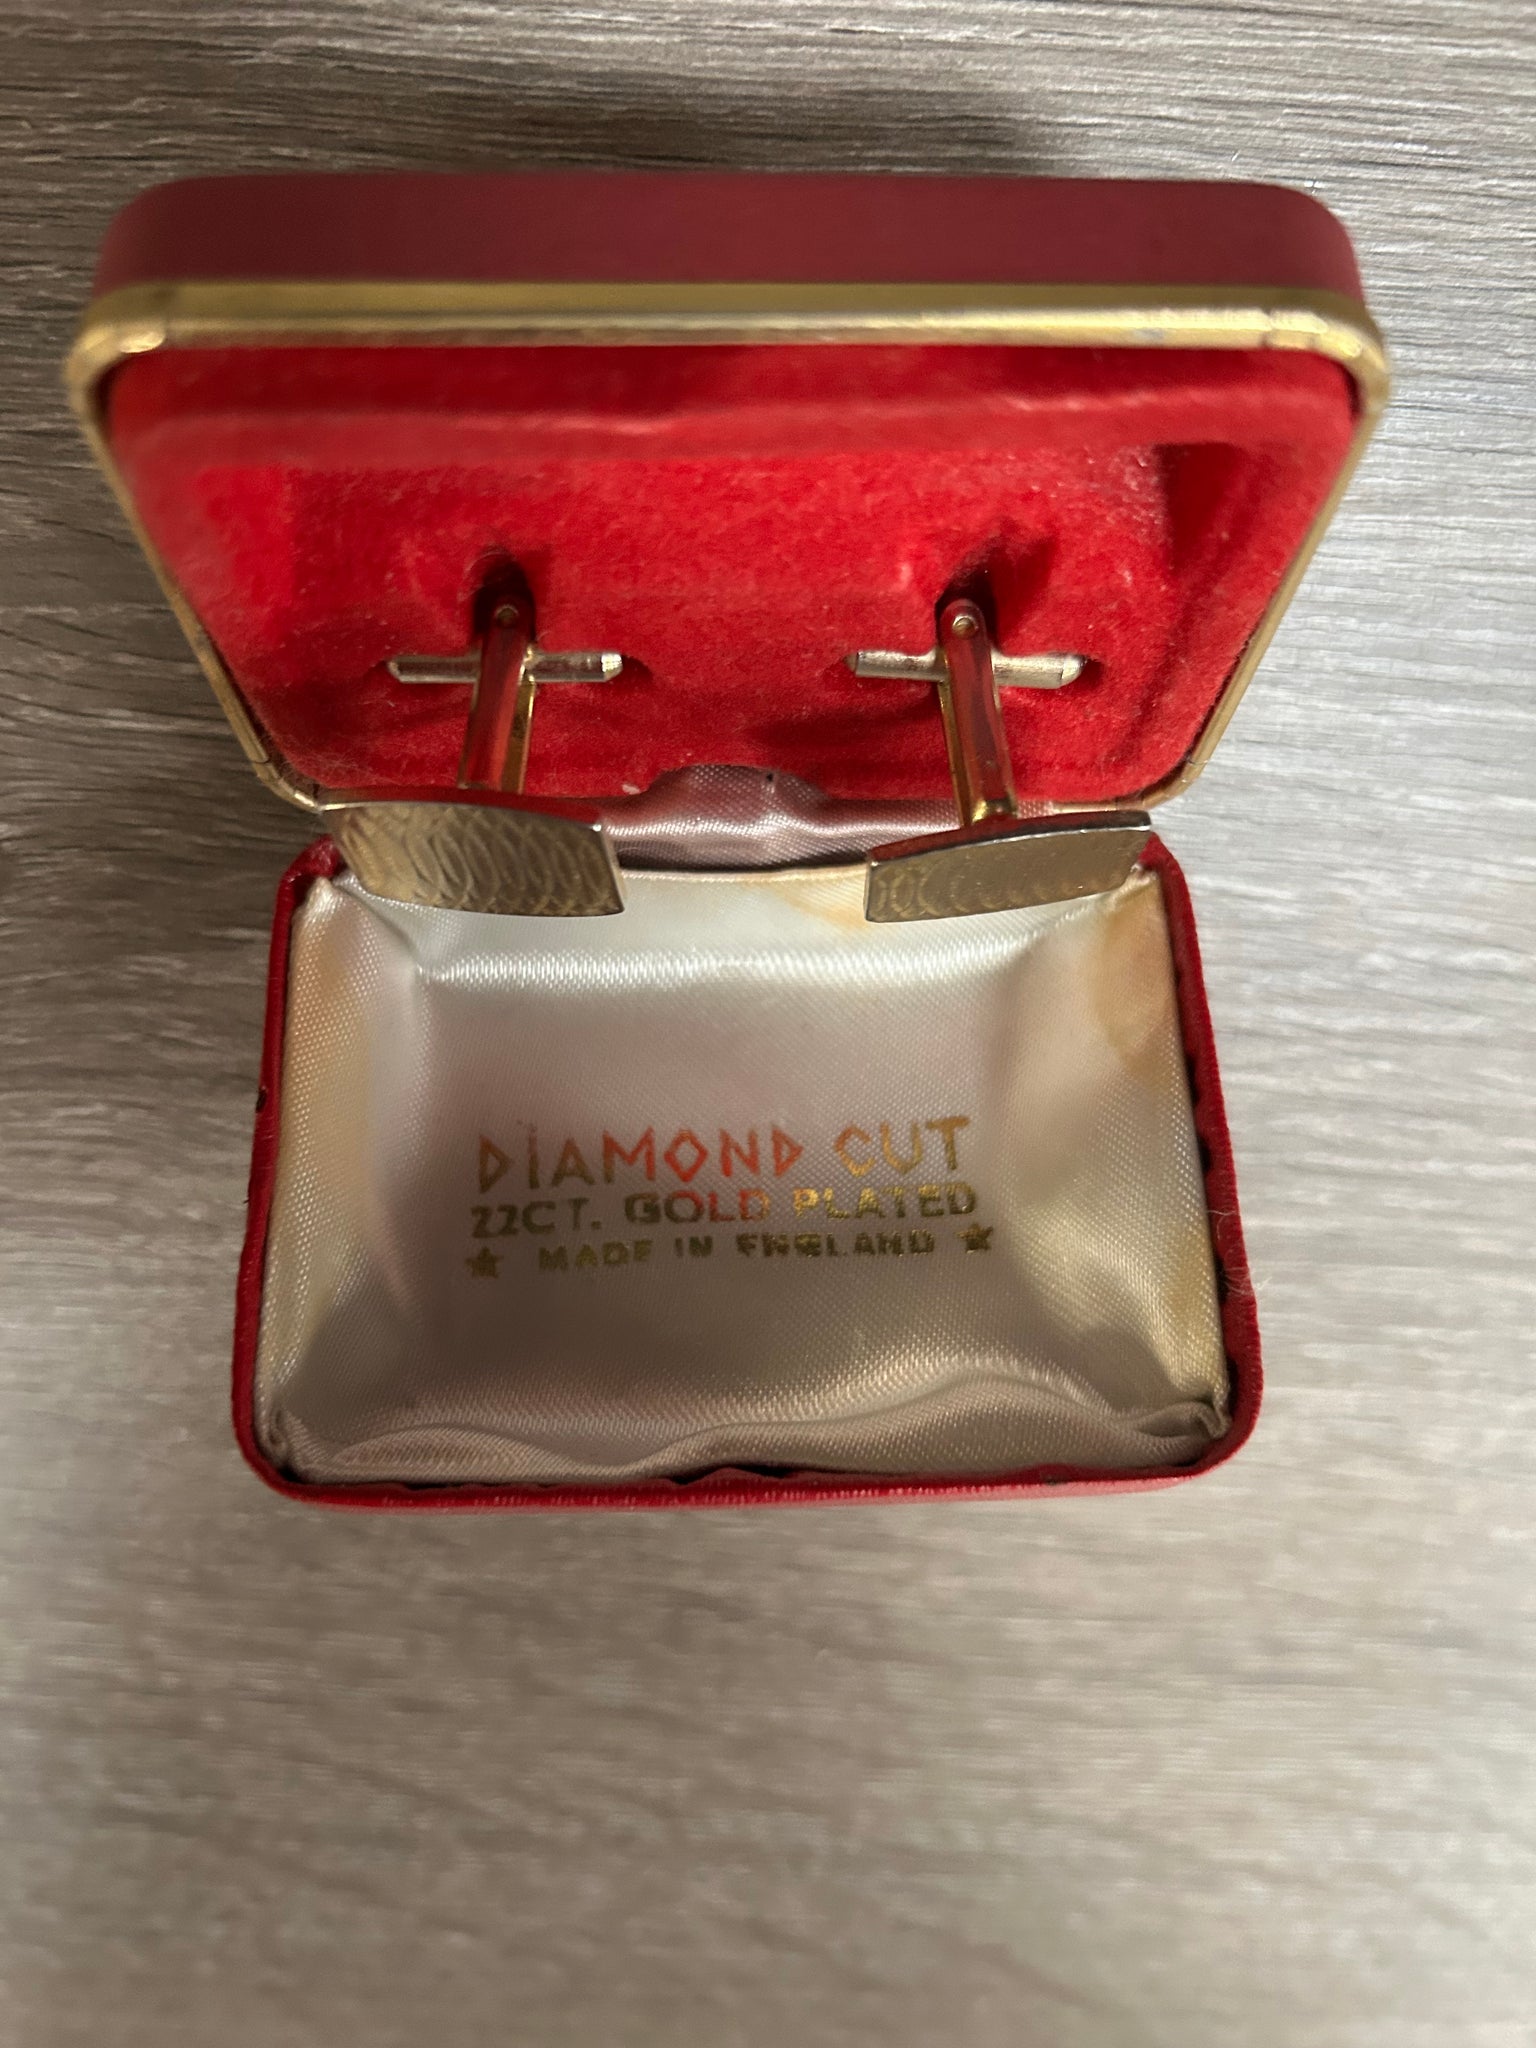 DiAMOND CUT
22CT. GOLD PLATED
★ MADE IN ENGLAND ★